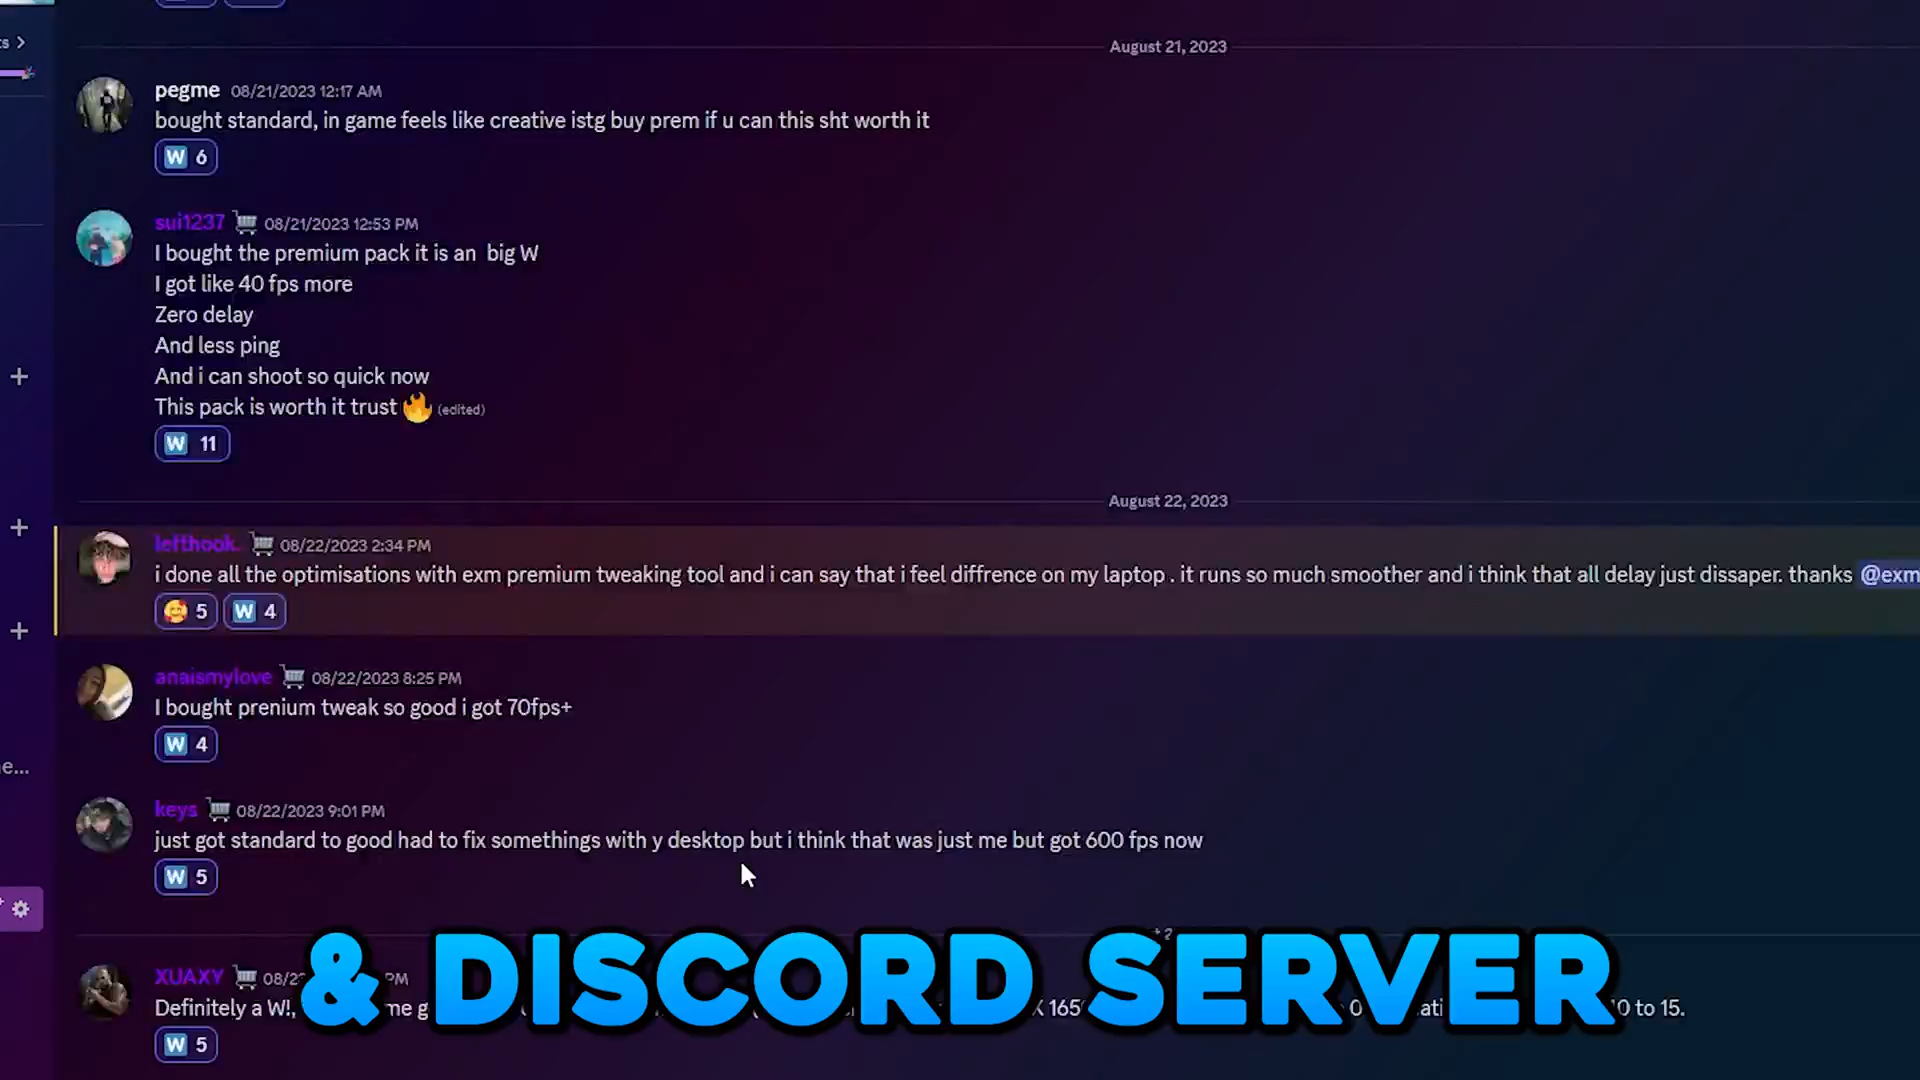 ts
August 21, 2023
pegme 08/21/2023 12:17 AM
bought standard, in game feels like creative istg buy prem if u can this sht worth it
W 6
sui1237 08/21/2023 12:53 PM
I bought the premium pack it is an  big W
I got like 40 fps more
Zero delay
And less ping
And i can shoot so quick now
This pack is worth it trust 🔥 (edited)
W 11
August 22, 2023
lefthook. 08/22/2023 2:34 PM
i done all the optimisations with exm premium tweaking tool and i can say that i feel diffrence on my laptop . it runs so much smoother and i think that all delay just dissaper. thanks @exm
🥰 5 W 4
anaismylove 08/22/2023 8:25 PM
I bought prenium tweak so good i got 70fps+
W 4
keys 08/22/2023 9:01 PM
just got standard to good had to fix somethings with y desktop but i think that was just me but got 600 fps now
W 5
XUAXY PM
& DISCORD SERVER
Definitely a W!, to 15.
W 5